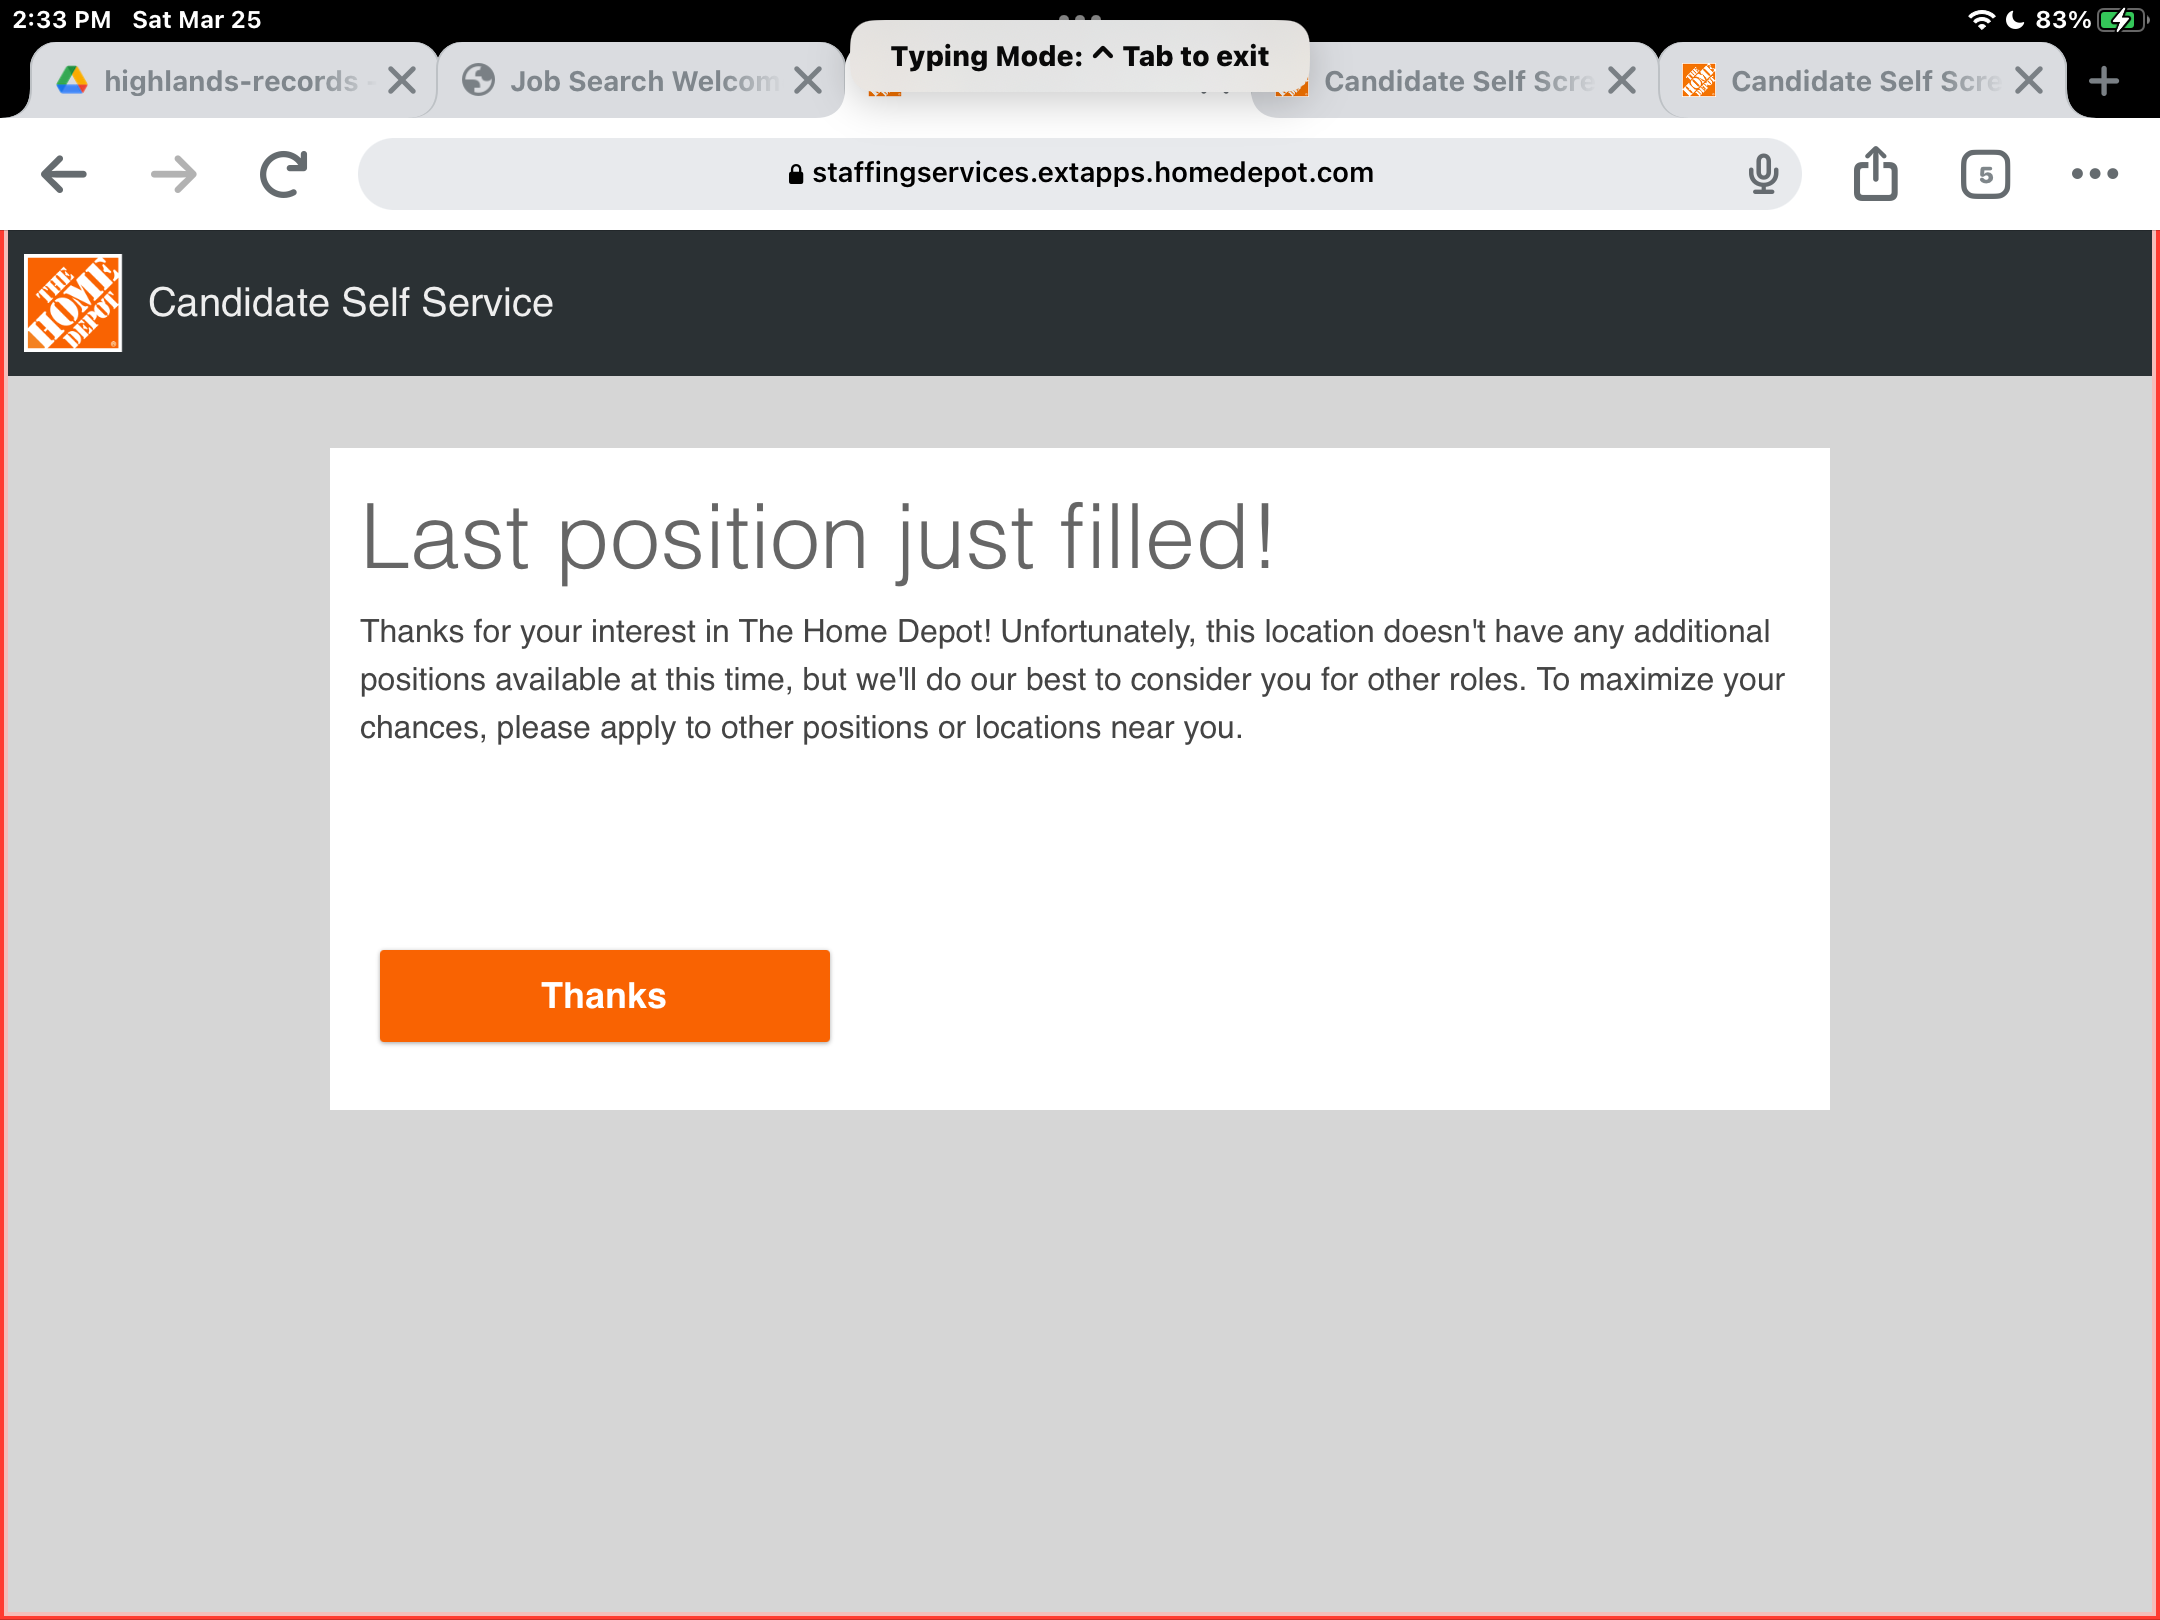 2:33 PM Sat Mar 25
83%
Typing Mode: ^ Tab to exit
highlands-records -
Job Search Welcom
Candidate Self Scre
Candidate Self Scre
staffingservices.extapps.homedepot.com
5
THE HOME DEPOT
Candidate Self Service
Last position just filled!
Thanks for your interest in The Home Depot! Unfortunately, this location doesn't have any additional
positions available at this time, but we'll do our best to consider you for other roles. To maximize your
chances, please apply to other positions or locations near you.
Thanks